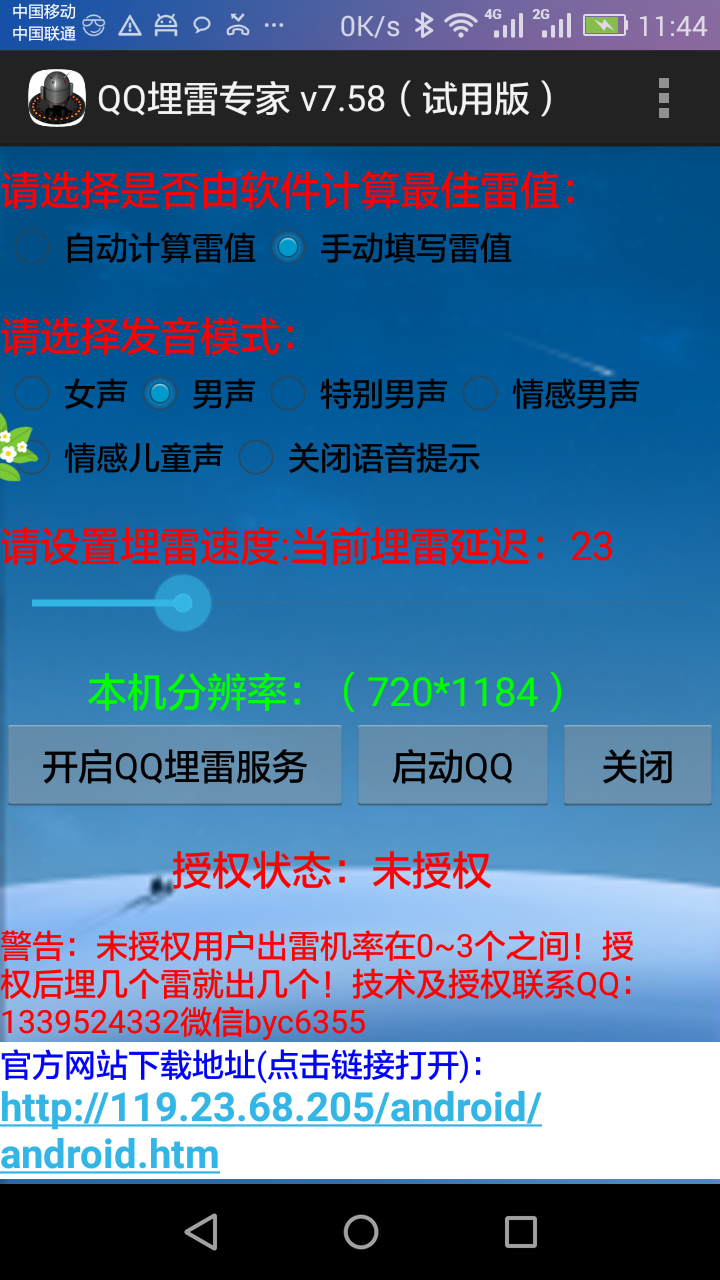 中国移动
中国联通
0K/s 4G 2G 11:44
QQ埋雷专家 v7.58（试用版）
请选择是否由软件计算最佳雷值：
自动计算雷值 手动填写雷值
请选择发音模式：
女声 男声 特别男声 情感男声
情感儿童声 关闭语音提示
请设置埋雷速度:当前埋雷延迟：23
本机分辨率：（720*1184）
开启QQ埋雷服务 启动QQ 关闭
授权状态：未授权
警告：未授权用户出雷机率在0~3个之间！授
权后埋几个雷就出几个！技术及授权联系QQ：
1339524332微信byc6355
官方网站下载地址(点击链接打开)：
http://119.23.68.205/android/
android.htm